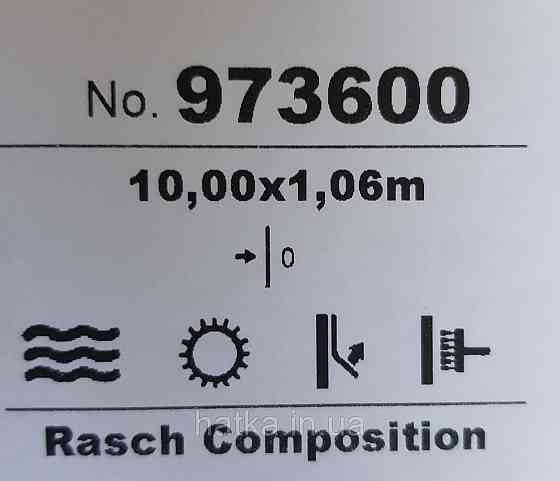 No. 973600
10,00x1,06m
0
hatka.in.ua
Rasch Composition